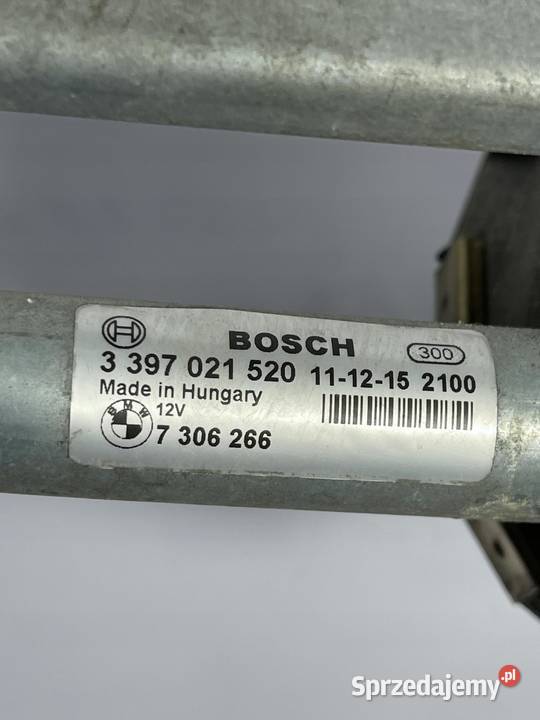 BOSCH 300
3 397 021 520 11-12-15 2100
Made in Hungary
12V
BMW 7 306 266
Sprzedajemy.pl